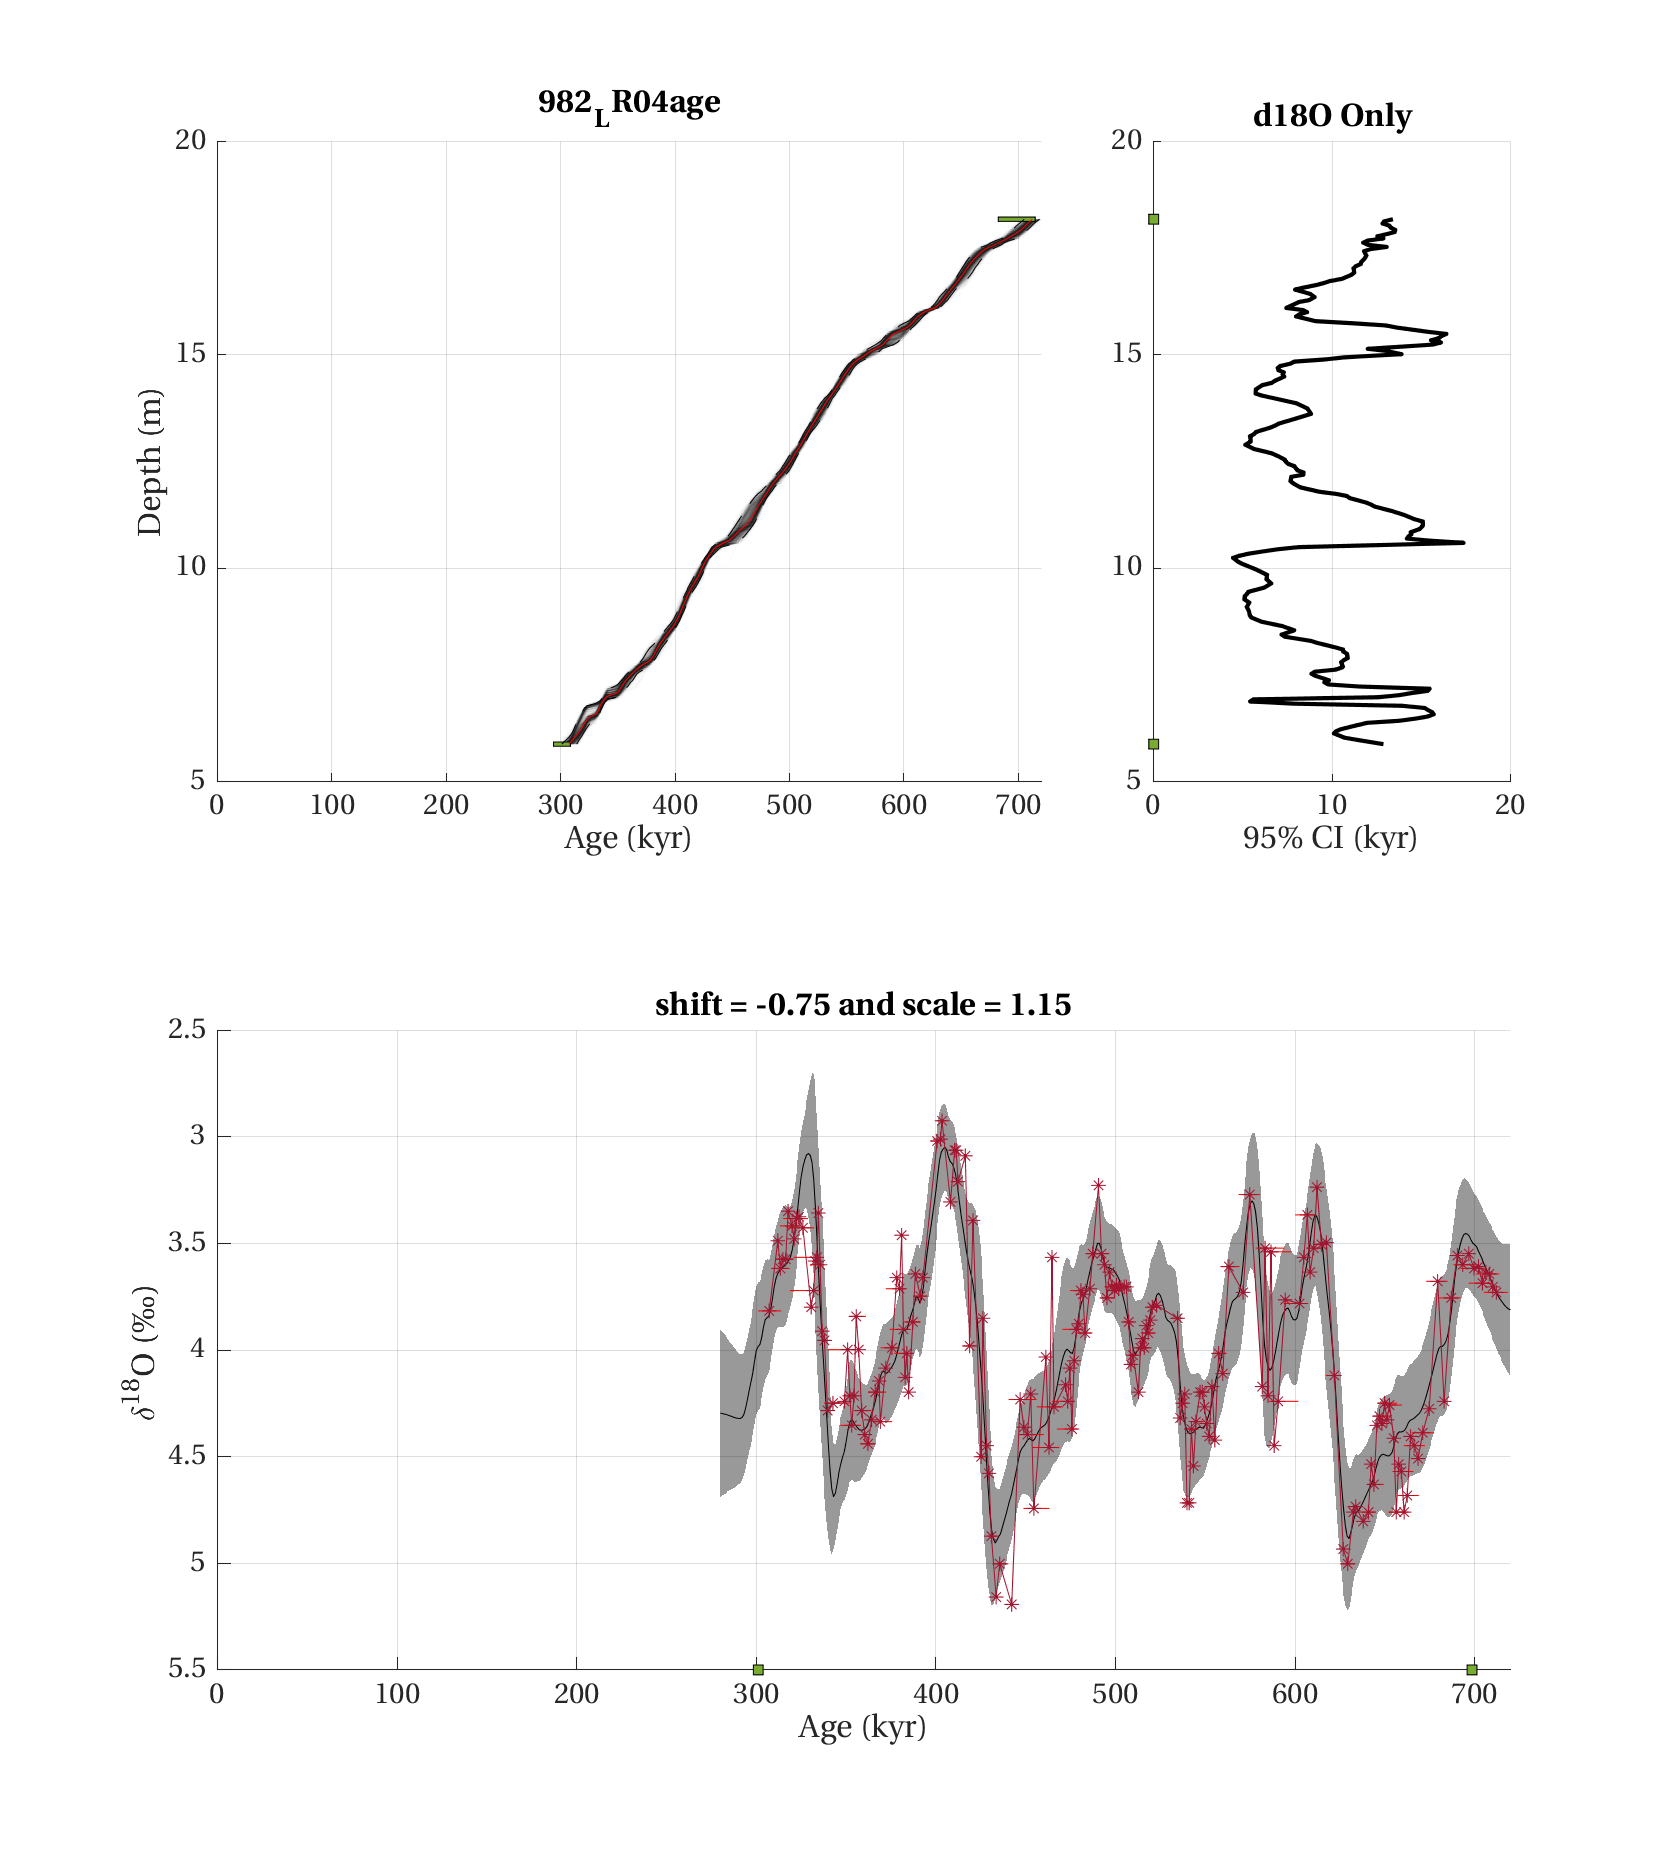 982LR04age
d18O Only
20
15
10
5
Depth (m)
0 100 200 300 400 500 600 700
Age (kyr)
20
15
10
5
0 10 20
95% CI (kyr)
shift = -0.75 and scale = 1.15
2.5
3
3.5
4
4.5
5
5.5
δ18O (‰)
0 100 200 300 400 500 600 700
Age (kyr)